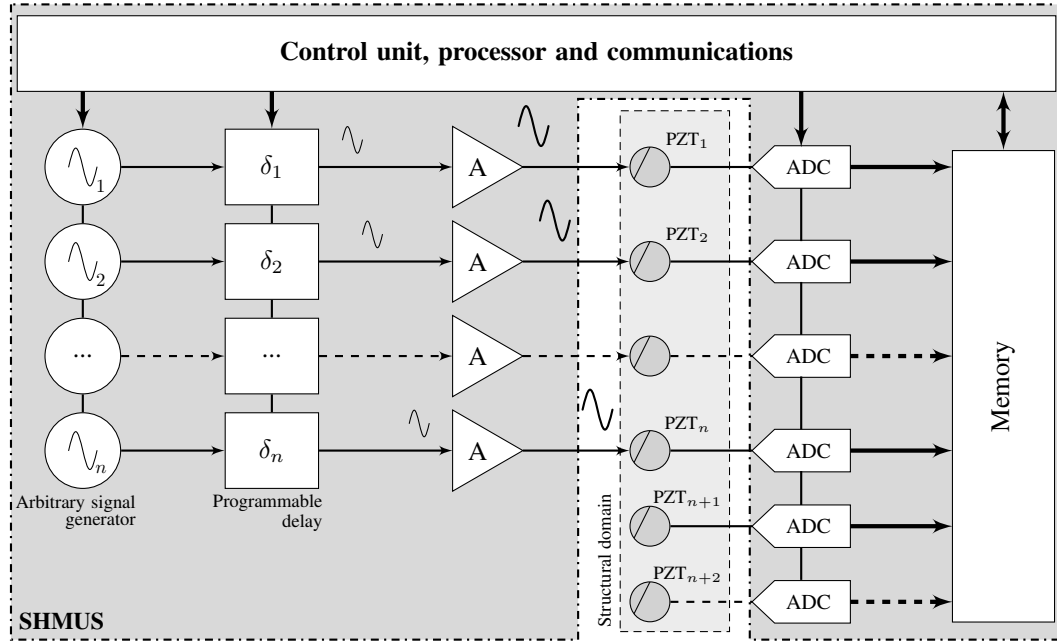 Control unit, processor and communications
1
δ₁
A
PZT₁
ADC
2
δ₂
A
PZT₂
ADC
...
...
A
ADC
n
δₙ
A
PZTₙ
ADC
Arbitrary signal
generator
Programmable
delay
PZTₙ₊₁
ADC
PZTₙ₊₂
ADC
Structural domain
Memory
SHMUS